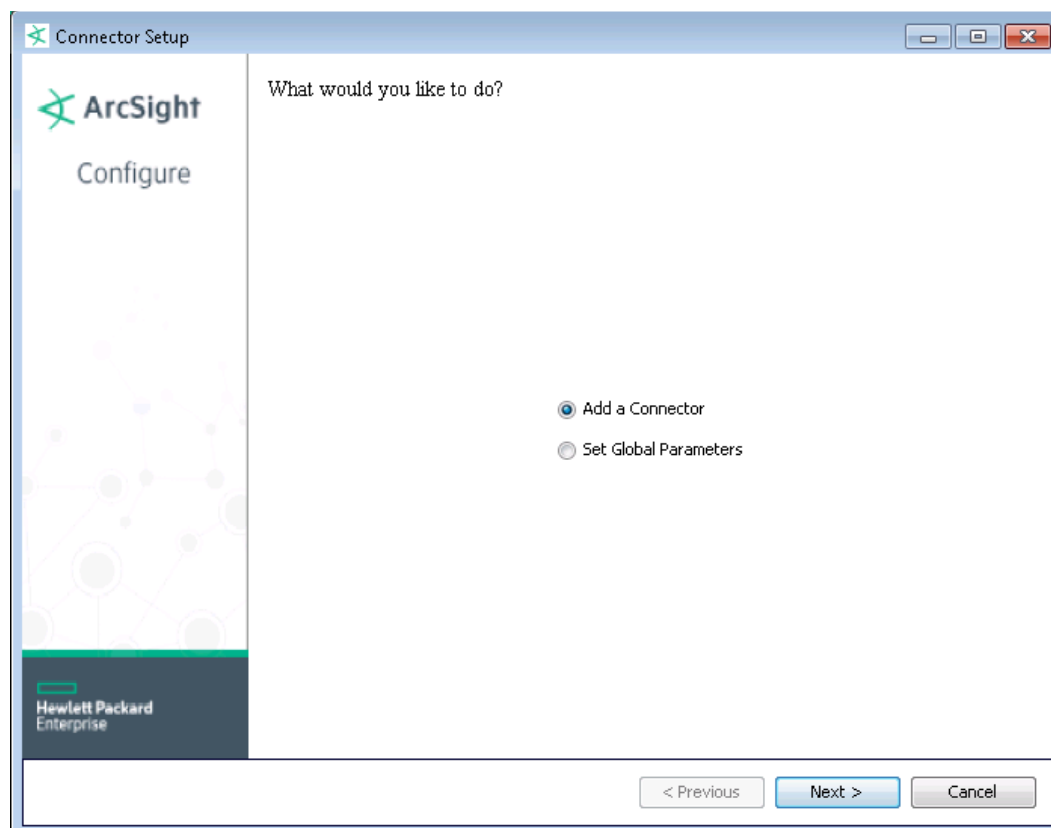 Connector Setup
ArcSight
Configure
What would you like to do?
Add a Connector
Set Global Parameters
Hewlett Packard
Enterprise
< Previous
Next >
Cancel